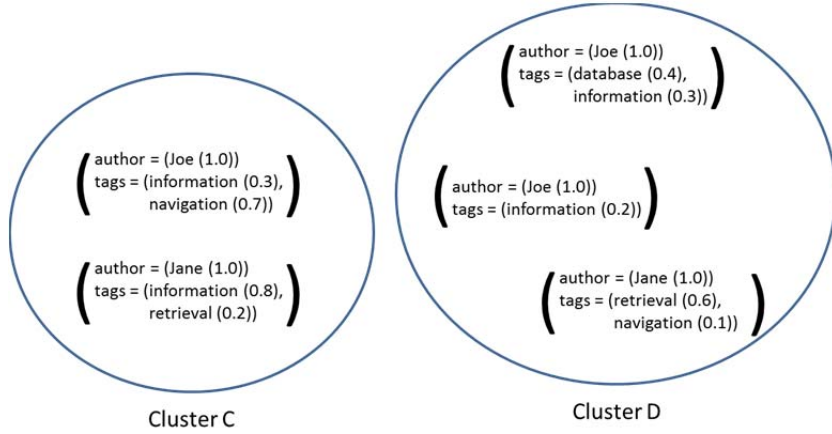 author = (Joe (1.0))
tags = (information (0.3),
navigation (0.7))
author = (Jane (1.0))
tags = (information (0.8),
retrieval (0.2))
Cluster C
author = (Joe (1.0))
tags = (database (0.4),
information (0.3))
author = (Joe (1.0))
tags = (information (0.2))
author = (Jane (1.0))
tags = (retrieval (0.6),
navigation (0.1))
Cluster D